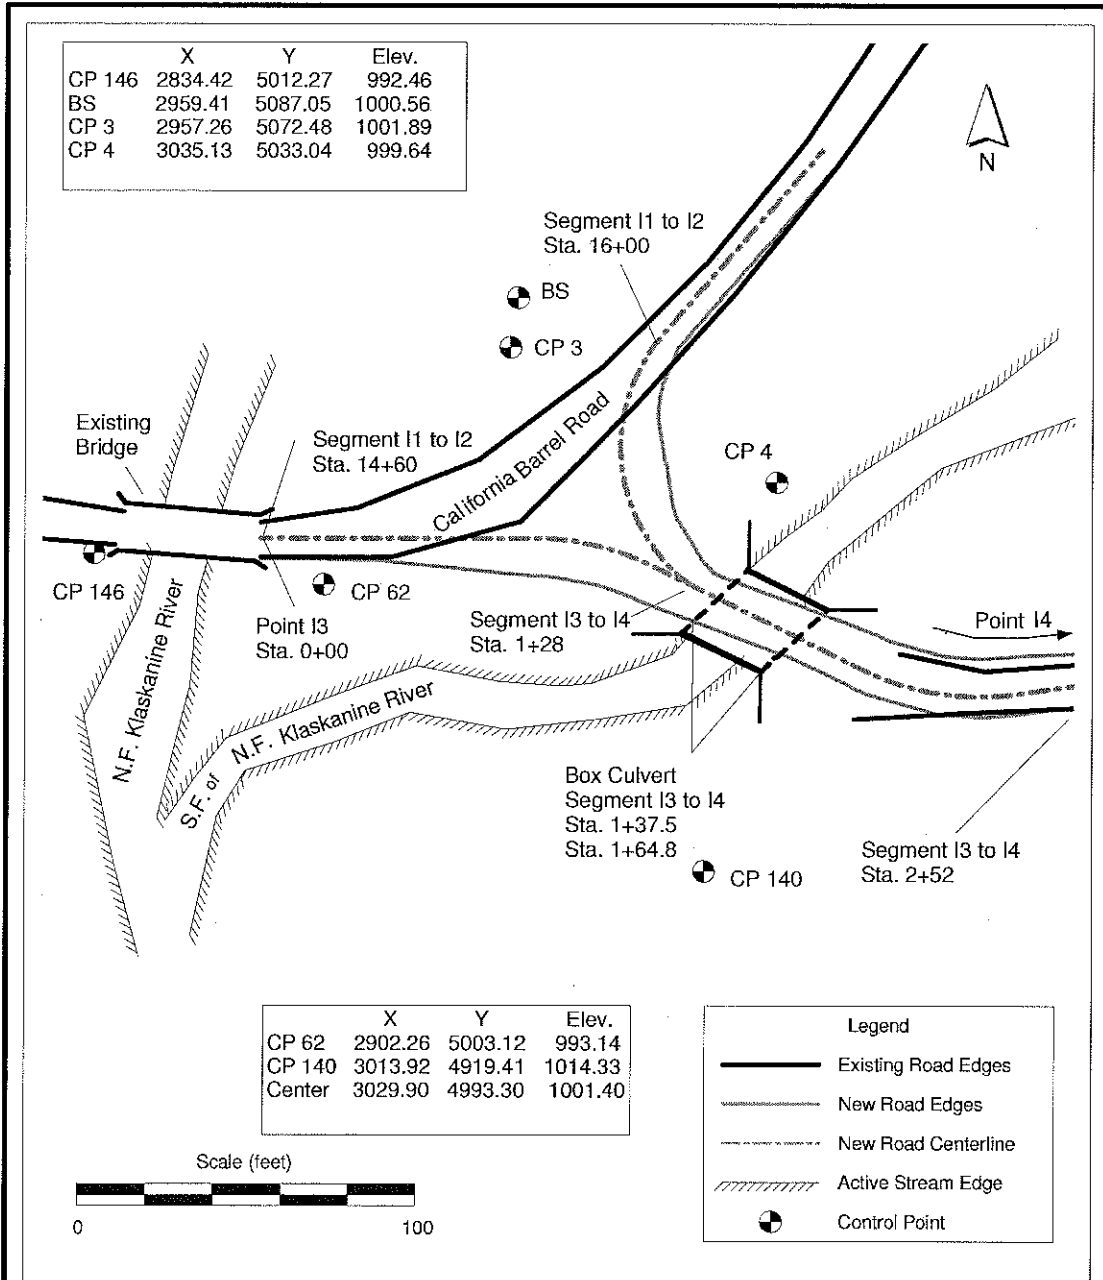 X Y Elev.
CP 146 2834.42 5012.27 992.46
BS 2959.41 5087.05 1000.56
CP 3 2957.26 5072.48 1001.89
CP 4 3035.13 5033.04 999.64
N
Segment I1 to I2
Sta. 16+00
BS
CP 3
Existing
Bridge
Segment I1 to I2
Sta. 14+60
California Barrel Road
CP 4
CP 146
CP 62
Point I3
Sta. 0+00
Segment I3 to I4
Sta. 1+28
Point I4
N.F. Klaskanine River
S.F. of N.F. Klaskanine River
Box Culvert
Segment I3 to I4
Sta. 1+37.5
Sta. 1+64.8
CP 140
Segment I3 to I4
Sta. 2+52
X Y Elev.
CP 62 2902.26 5003.12 993.14
CP 140 3013.92 4919.41 1014.33
Center 3029.90 4993.30 1001.40
Legend
Existing Road Edges
New Road Edges
New Road Centerline
Active Stream Edge
Control Point
Scale (feet)
0 100